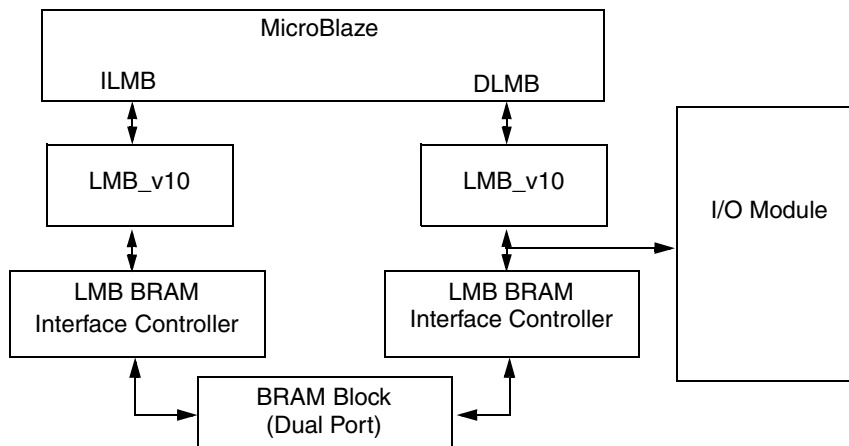 MicroBlaze
ILMB
DLMB
LMB_v10
LMB_v10
I/O Module
LMB BRAM
Interface Controller
LMB BRAM
Interface Controller
BRAM Block
(Dual Port)